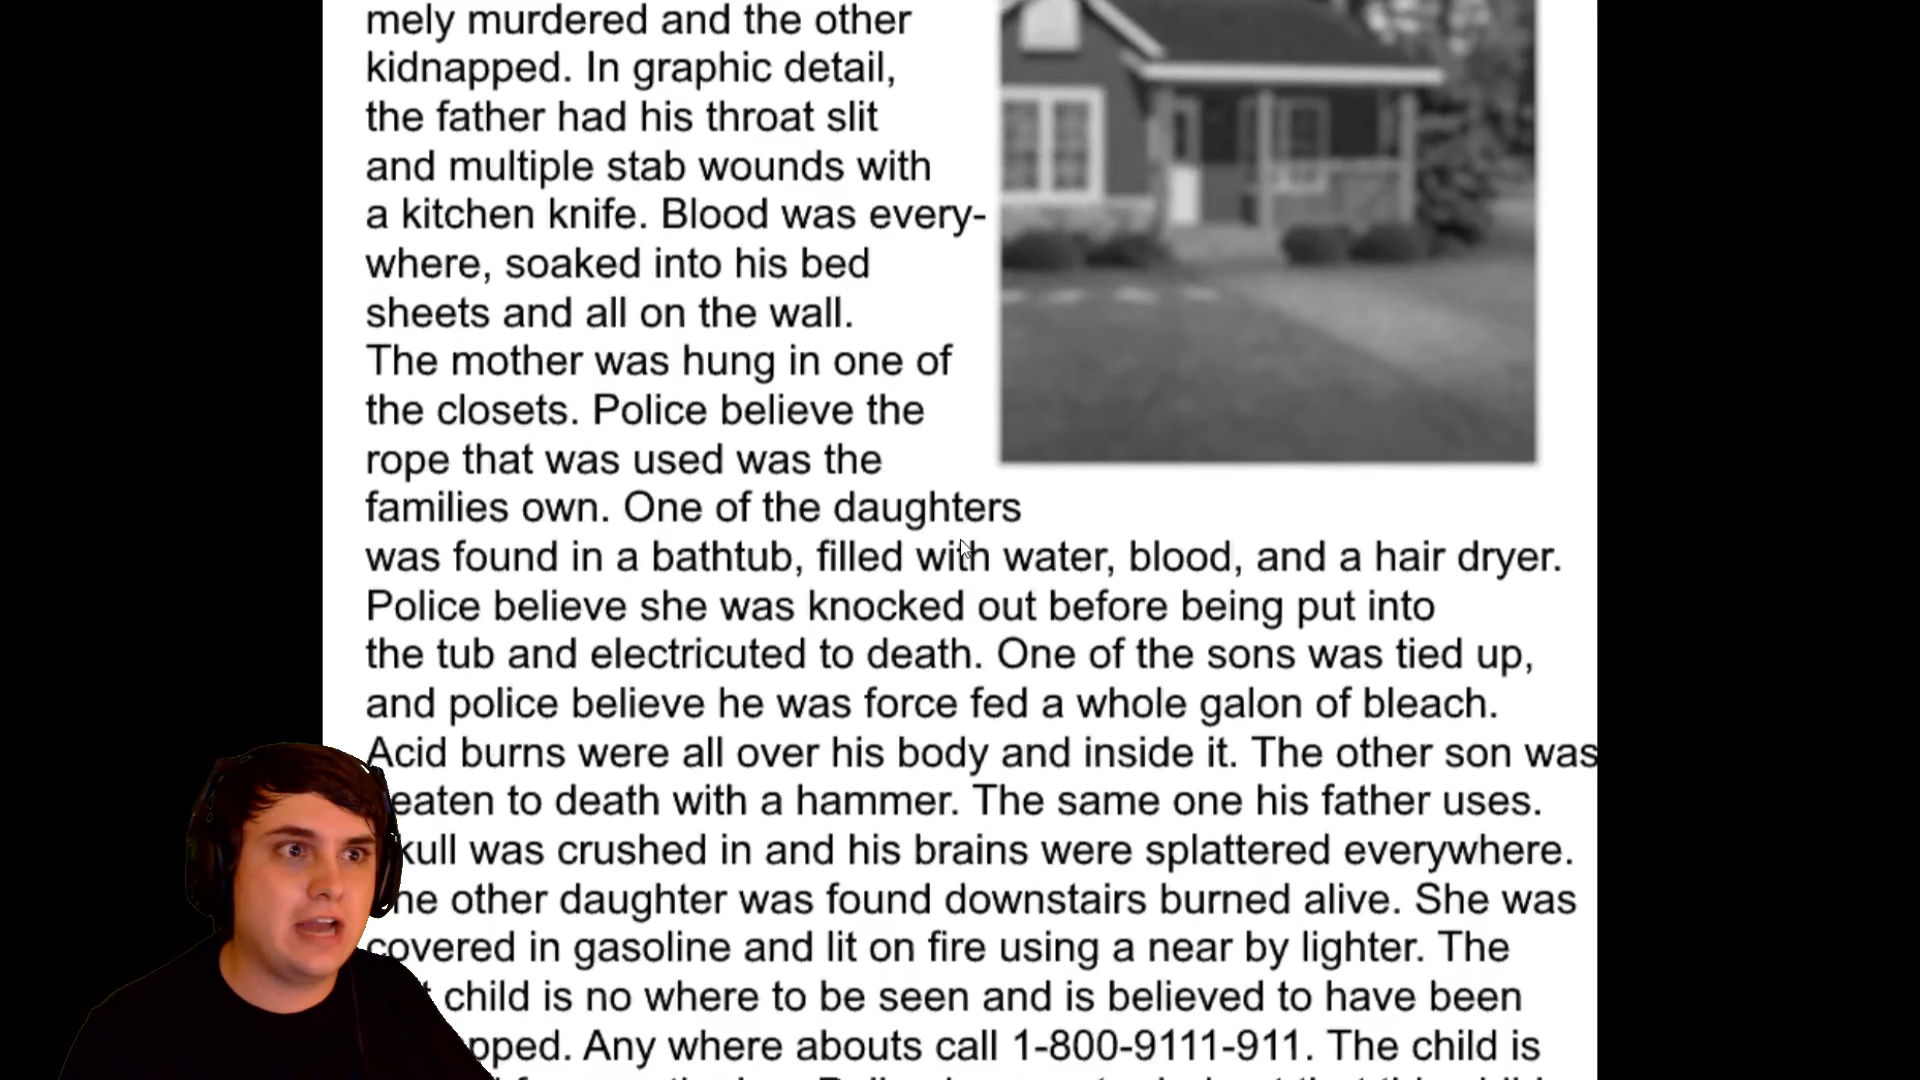 mely murdered and the other
kidnapped. In graphic detail,
the father had his throat slit
and multiple stab wounds with
a kitchen knife. Blood was every-
where, soaked into his bed
sheets and all on the wall.
The mother was hung in one of
the closets. Police believe the
rope that was used was the
families own. One of the daughters
was found in a bathtub, filled with water, blood, and a hair dryer.
Police believe she was knocked out before being put into
the tub and electricuted to death. One of the sons was tied up,
and police believe he was force fed a whole galon of bleach.
Acid burns were all over his body and inside it. The other son was
eaten to death with a hammer. The same one his father uses.
kull was crushed in and his brains were splattered everywhere.
he other daughter was found downstairs burned alive. She was
covered in gasoline and lit on fire using a near by lighter. The
child is no where to be seen and is believed to have been
pped. Any where abouts call 1-800-9111-911. The child is